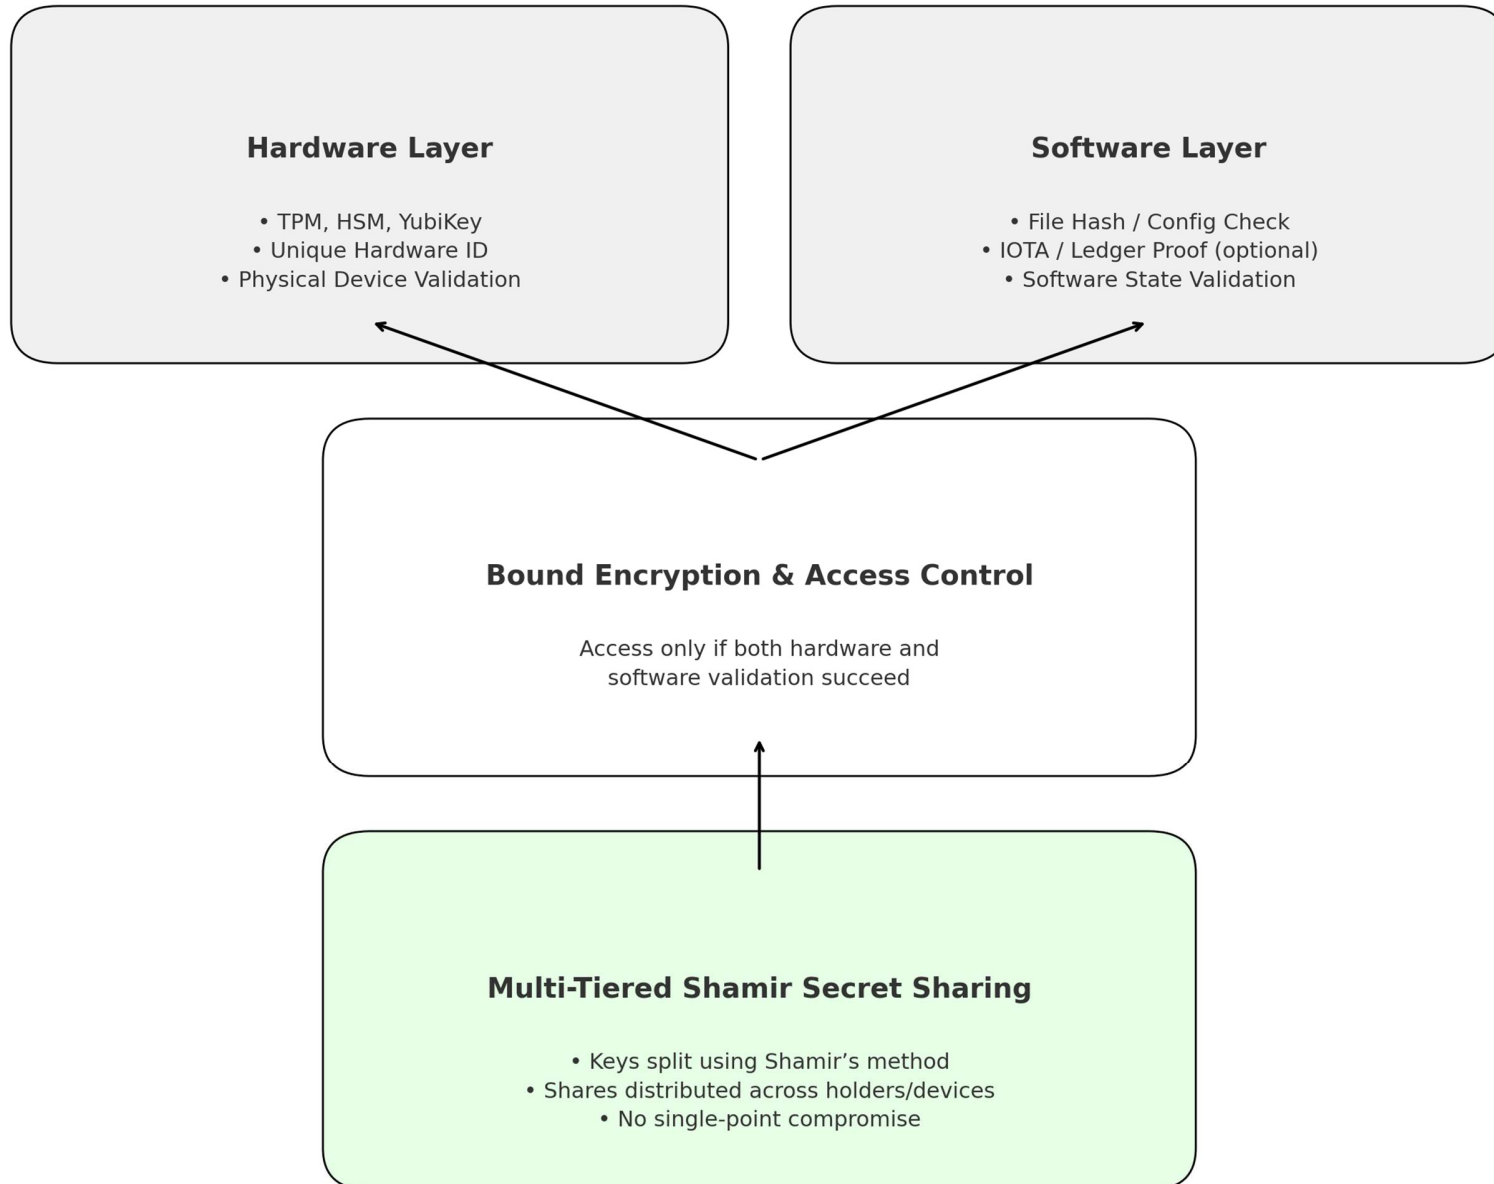 Hardware Layer
• TPM, HSM, YubiKey
• Unique Hardware ID
• Physical Device Validation
Software Layer
• File Hash / Config Check
• IOTA / Ledger Proof (optional)
• Software State Validation
Bound Encryption & Access Control
Access only if both hardware and
software validation succeed
Multi-Tiered Shamir Secret Sharing
• Keys split using Shamir’s method
• Shares distributed across holders/devices
• No single-point compromise